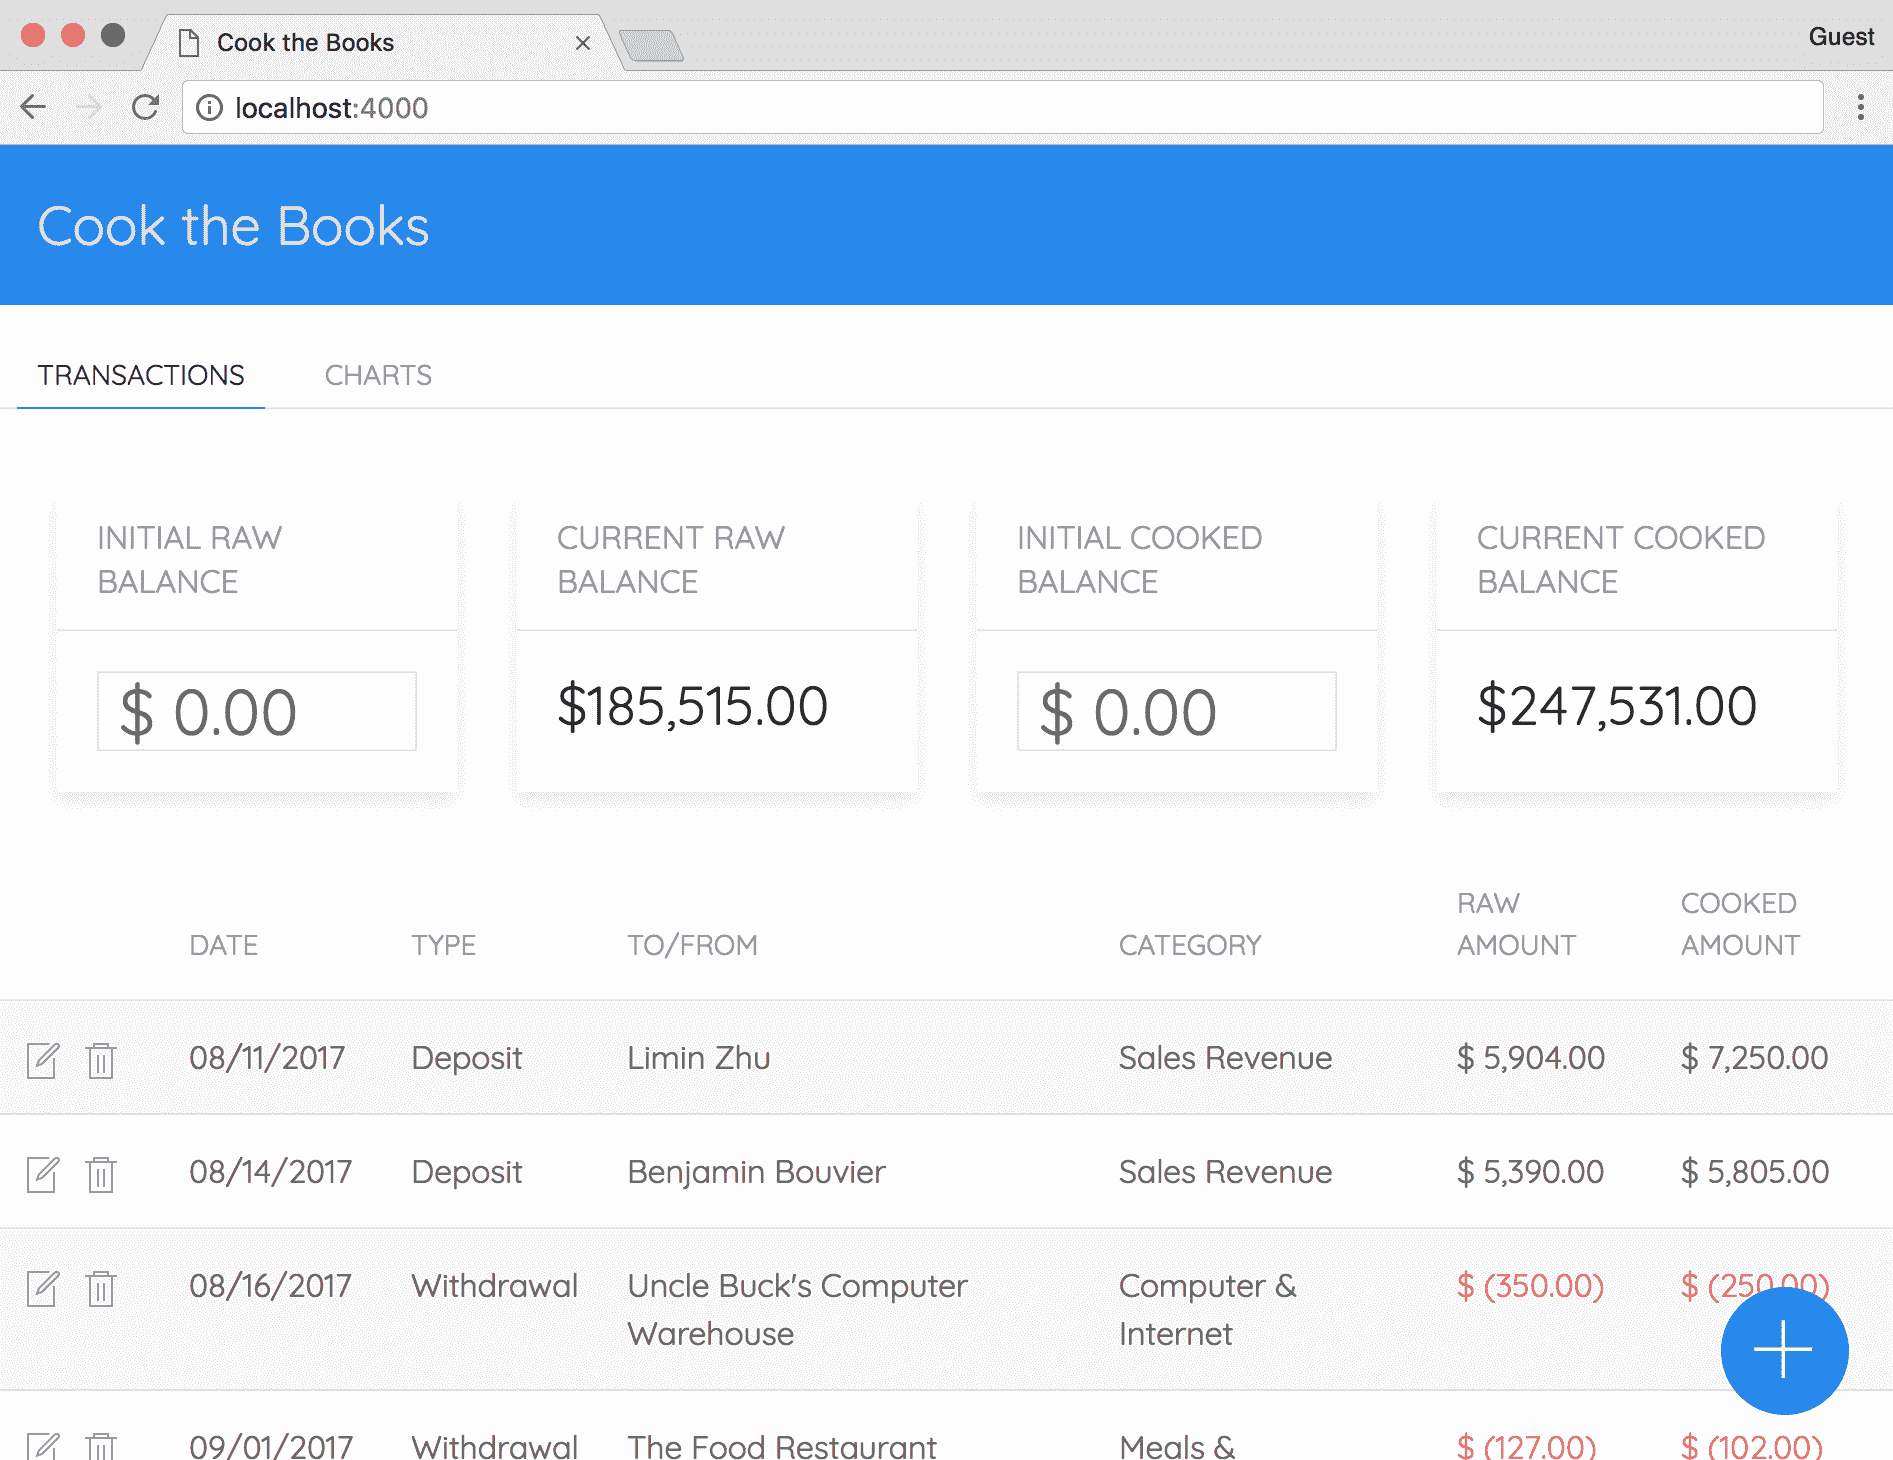 Cook the Books
Guest
localhost:4000
Cook the Books
TRANSACTIONS CHARTS
INITIAL RAW
BALANCE
$ 0.00
CURRENT RAW
BALANCE
$185,515.00
INITIAL COOKED
BALANCE
$ 0.00
CURRENT COOKED
BALANCE
$247,531.00
DATE TYPE TO/FROM CATEGORY RAW AMOUNT COOKED AMOUNT
08/11/2017 Deposit Limin Zhu Sales Revenue $ 5,904.00 $ 7,250.00
08/14/2017 Deposit Benjamin Bouvier Sales Revenue $ 5,390.00 $ 5,805.00
08/16/2017 Withdrawal Uncle Buck's Computer Warehouse Computer & Internet $ (350.00) $ (250.00)
09/01/2017 Withdrawal The Food Restaurant Meals & $ (127.00) $ (102.00)